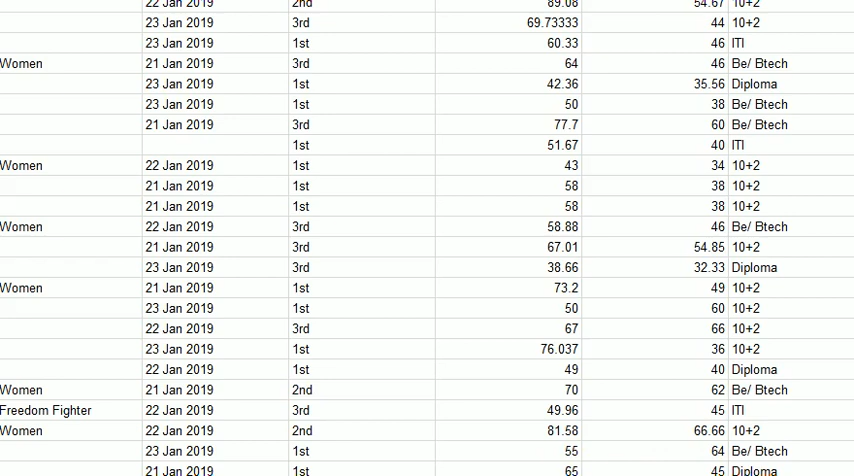 22 Jan 2019 2nd 89.08 54.67 10+2
23 Jan 2019 3rd 69.73333 44 10+2
23 Jan 2019 1st 60.33 46 ITI
Women 21 Jan 2019 3rd 64 46 Be/ Btech
23 Jan 2019 1st 42.36 35.56 Diploma
23 Jan 2019 1st 50 38 Be/ Btech
21 Jan 2019 3rd 77.7 60 Be/ Btech
1st 51.67 40 ITI
Women 22 Jan 2019 1st 43 34 10+2
21 Jan 2019 1st 58 38 10+2
21 Jan 2019 1st 58 38 10+2
Women 22 Jan 2019 3rd 58.88 46 Be/ Btech
21 Jan 2019 3rd 67.01 54.85 10+2
23 Jan 2019 3rd 38.66 32.33 Diploma
Women 21 Jan 2019 1st 73.2 49 10+2
23 Jan 2019 1st 50 60 10+2
22 Jan 2019 3rd 67 66 10+2
23 Jan 2019 1st 76.037 36 10+2
22 Jan 2019 1st 49 40 Diploma
Women 21 Jan 2019 2nd 70 62 Be/ Btech
Freedom Fighter 22 Jan 2019 3rd 49.96 45 ITI
Women 22 Jan 2019 2nd 81.58 66.66 10+2
23 Jan 2019 1st 55 64 Be/ Btech
21 Jan 2019 1st 65 45 Diploma